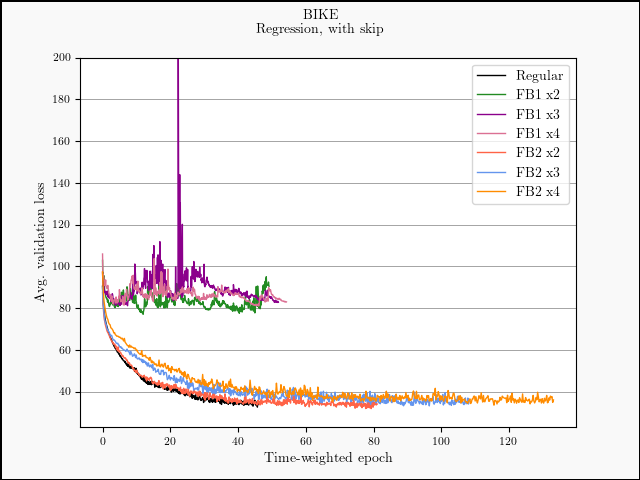 BIKE
Regression, with skip
Regular
FB1 x2
FB1 x3
FB1 x4
FB2 x2
FB2 x3
FB2 x4
Avg. validation loss
200
180
160
140
120
100
80
60
40
0 20 40 60 80 100 120
Time-weighted epoch